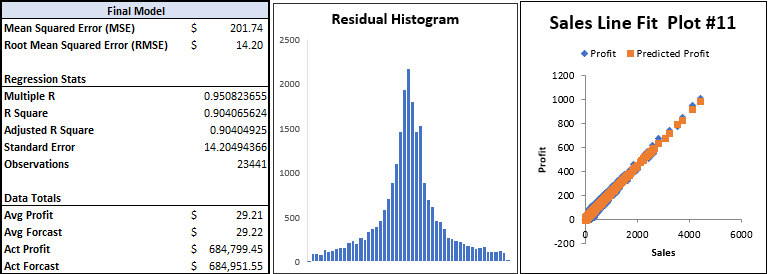 Final Model
Mean Squared Error (MSE) $ 201.74
Root Mean Squared Error (RMSE) $ 14.20
Regression Stats
Multiple R 0.950823655
R Square 0.904065624
Adjusted R Square 0.90404925
Standard Error 14.20494366
Observations 23441
Data Totals
Avg Profit $ 29.21
Avg Forcast $ 29.22
Act Profit $ 684,799.45
Act Forcast $ 684,951.55
Residual Histogram
2500
2000
1500
1000
500
0
Sales Line Fit Plot #11
Profit Predicted Profit
1200
1000
800
600
400
200
0
-200
Profit
0 2000 4000 6000
Sales